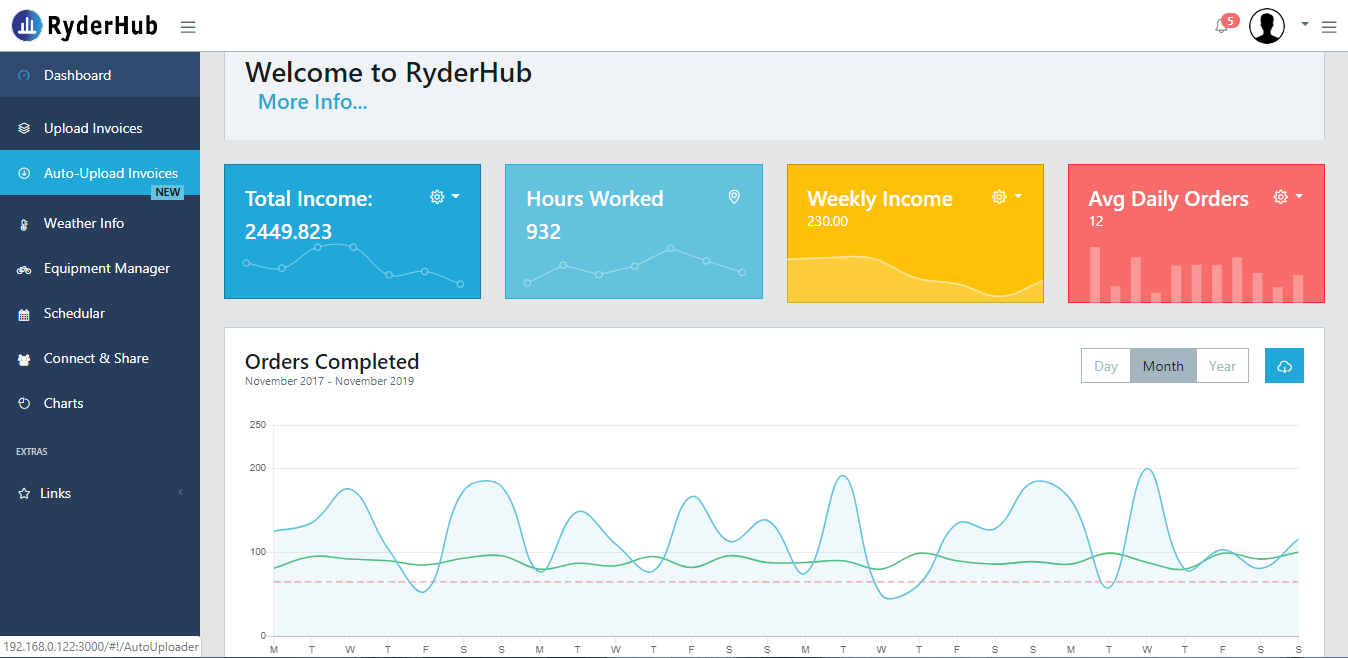 RyderHub
5
Dashboard
Upload Invoices
Auto-Upload Invoices
NEW
Weather Info
Equipment Manager
Schedular
Connect & Share
Charts
EXTRAS
Links
192.168.0.122:3000/#!/AutoUploader
Welcome to RyderHub
More Info...
Total Income:
2449.823
Hours Worked
932
Weekly Income
230.00
Avg Daily Orders
12
Orders Completed
November 2017 - November 2019
Day Month Year
250
200
100
0
M T W T F S S M T W T F S S M T W T F S S M T W T F S S